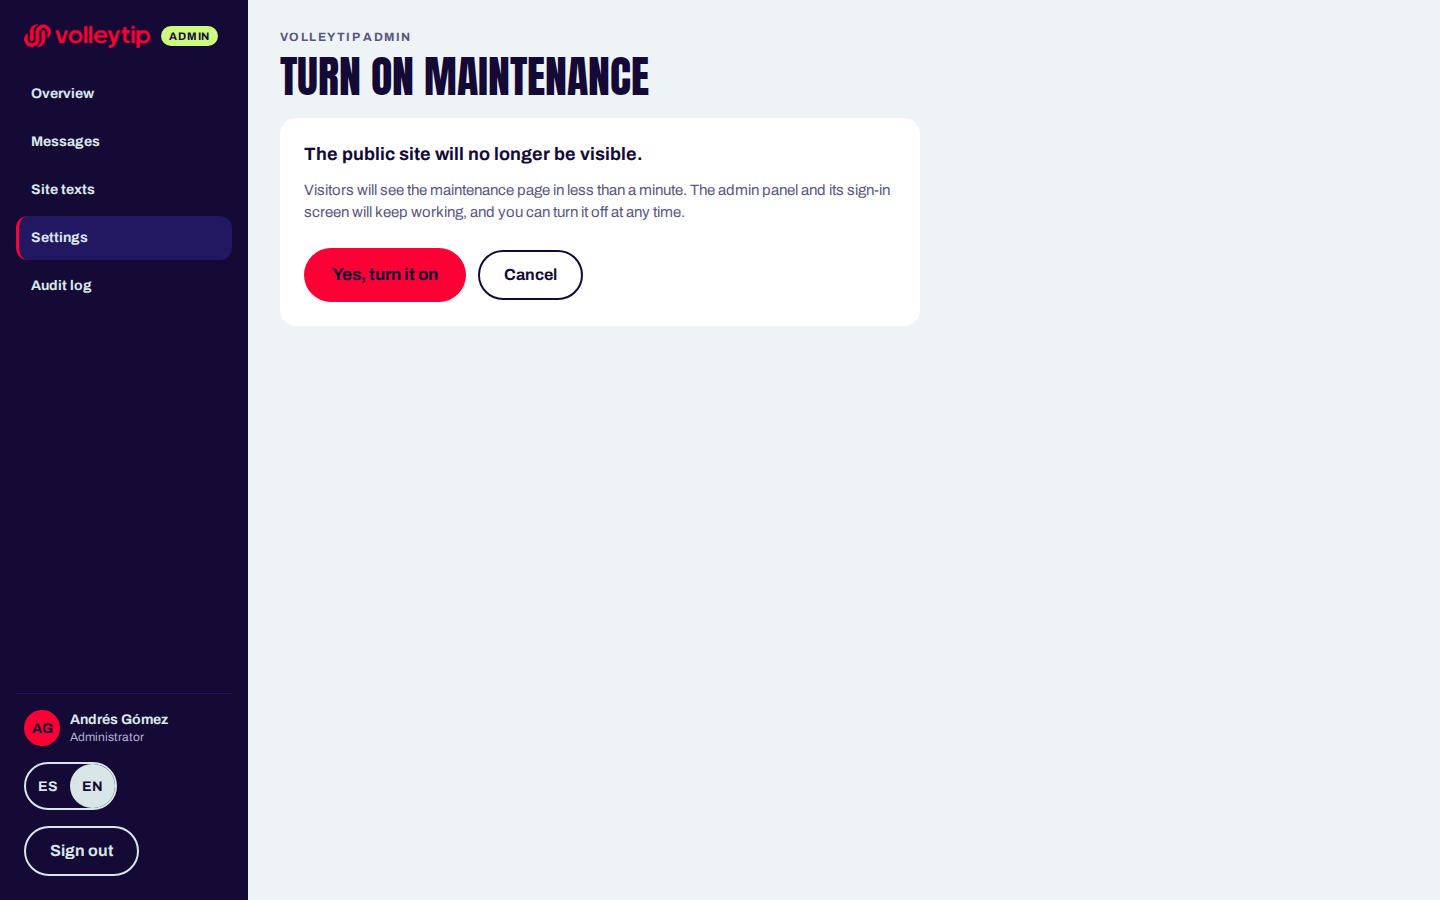 volleytip ADMIN
Overview
Messages
Site texts
Settings
Audit log
AG
Andrés Gómez
Administrator
ES EN
Sign out
VOLLEYTIP ADMIN
TURN ON MAINTENANCE
The public site will no longer be visible.
Visitors will see the maintenance page in less than a minute. The admin panel and its sign-in
screen will keep working, and you can turn it off at any time.
Yes, turn it on
Cancel